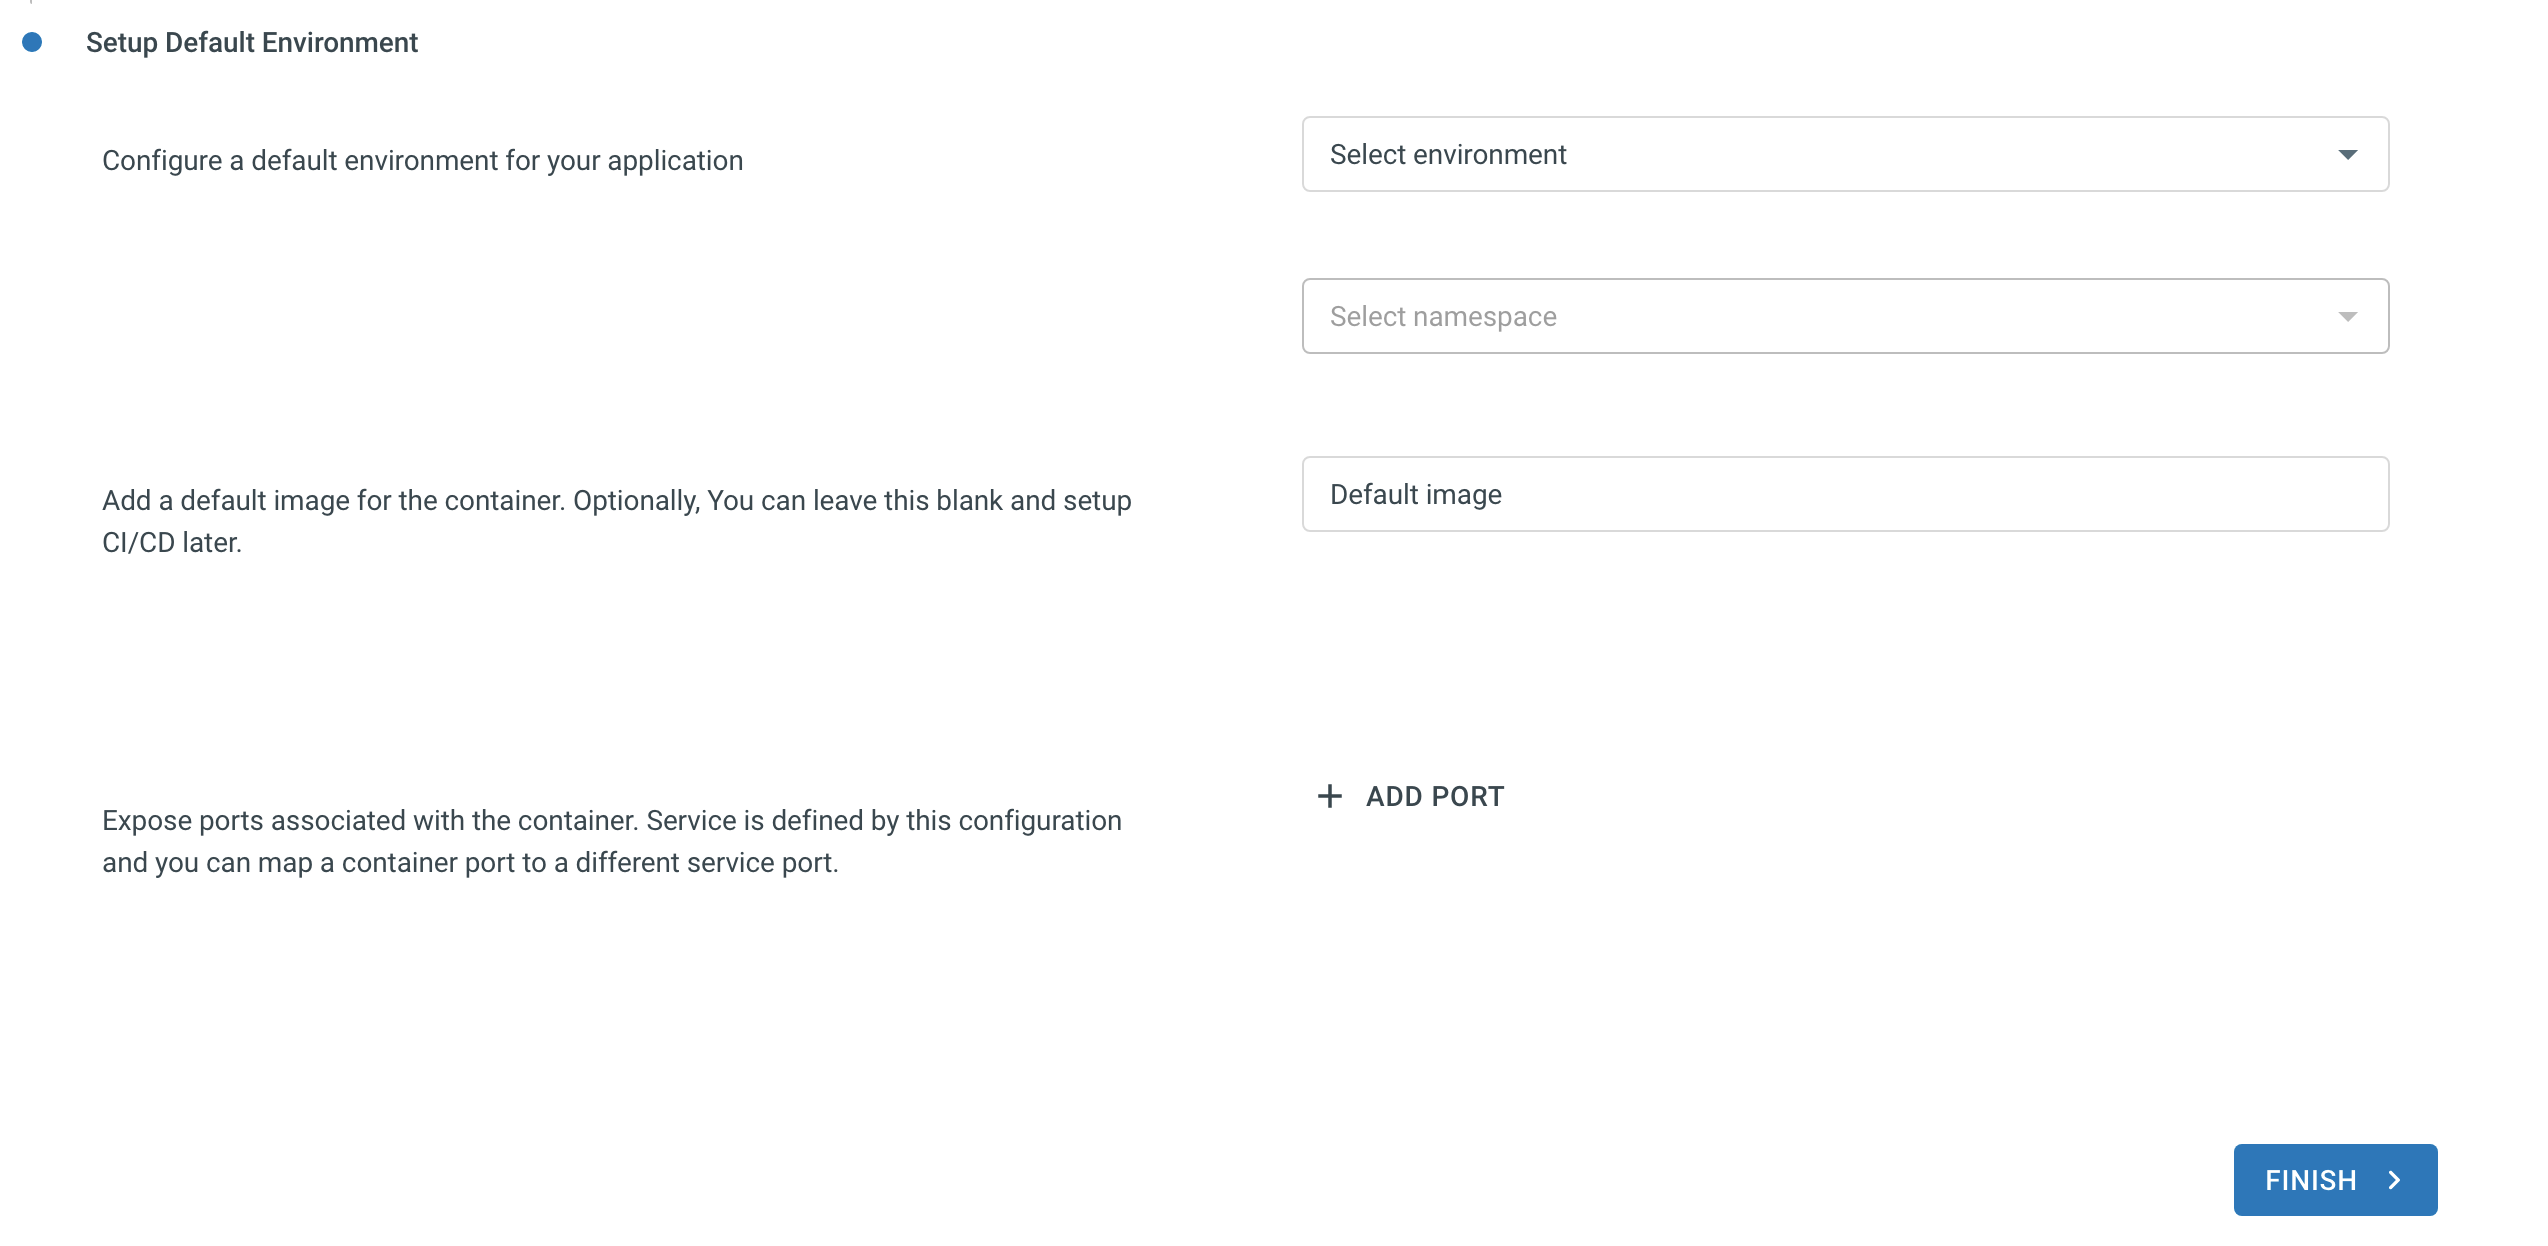 Setup Default Environment
Configure a default environment for your application
Select environment
Select namespace
Add a default image for the container. Optionally, You can leave this blank and setup
CI/CD later.
Default image
Expose ports associated with the container. Service is defined by this configuration
and you can map a container port to a different service port.
ADD PORT
FINISH